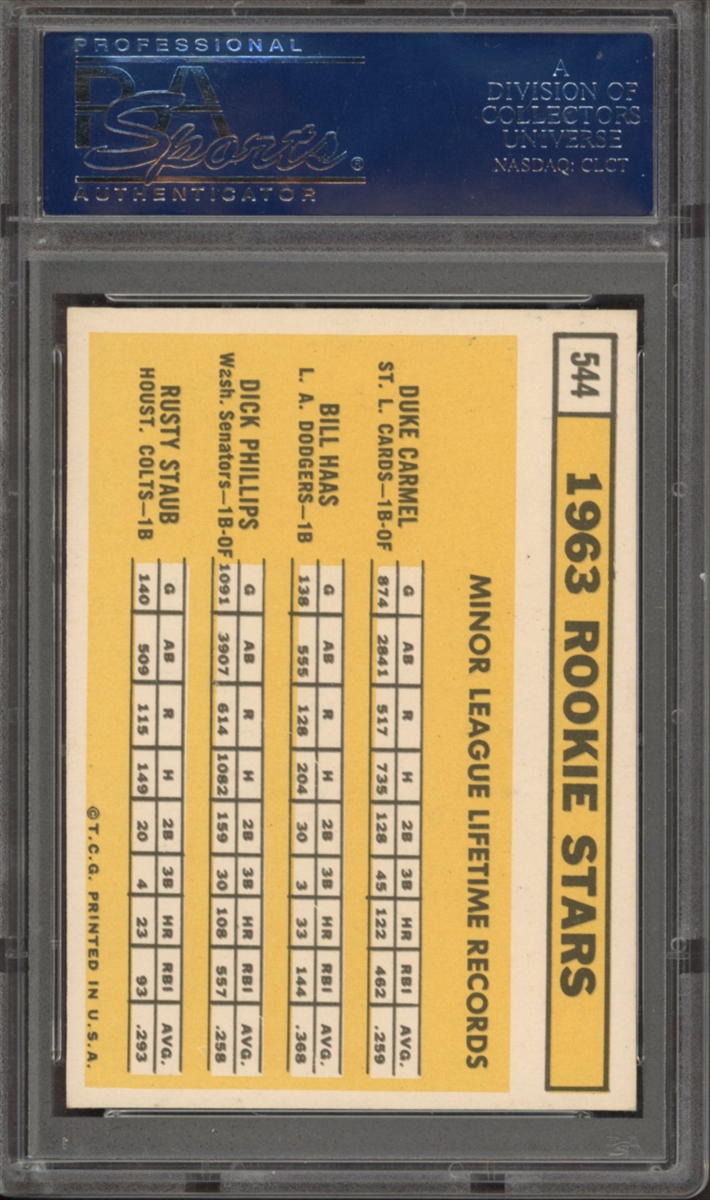 PROFESSIONAL
PSA
Sports®
AUTHENTICATOR
A
DIVISION OF
COLLECTORS
UNIVERSE
NASDAQ: CLCT
544 1963 ROOKIE STARS
MINOR LEAGUE LIFETIME RECORDS
DUKE CARMEL G AB R H 2B 3B HR RBI AVG.
ST. L. CARDS—1B-OF 874 2841 517 735 128 45 122 462 .259
BILL HAAS G AB R H 2B 3B HR RBI AVG.
L. A. DODGERS—1B 138 555 128 204 30 3 33 144 .368
DICK PHILLIPS G AB R H 2B 3B HR RBI AVG.
Wash. Senators—1B-OF 1091 3907 614 1082 159 30 108 557 .258
RUSTY STAUB G AB R H 2B 3B HR RBI AVG.
HOUST. COLTS—1B 140 509 115 149 20 4 23 93 .293
©T.C.G. PRINTED IN U.S.A.
PSA